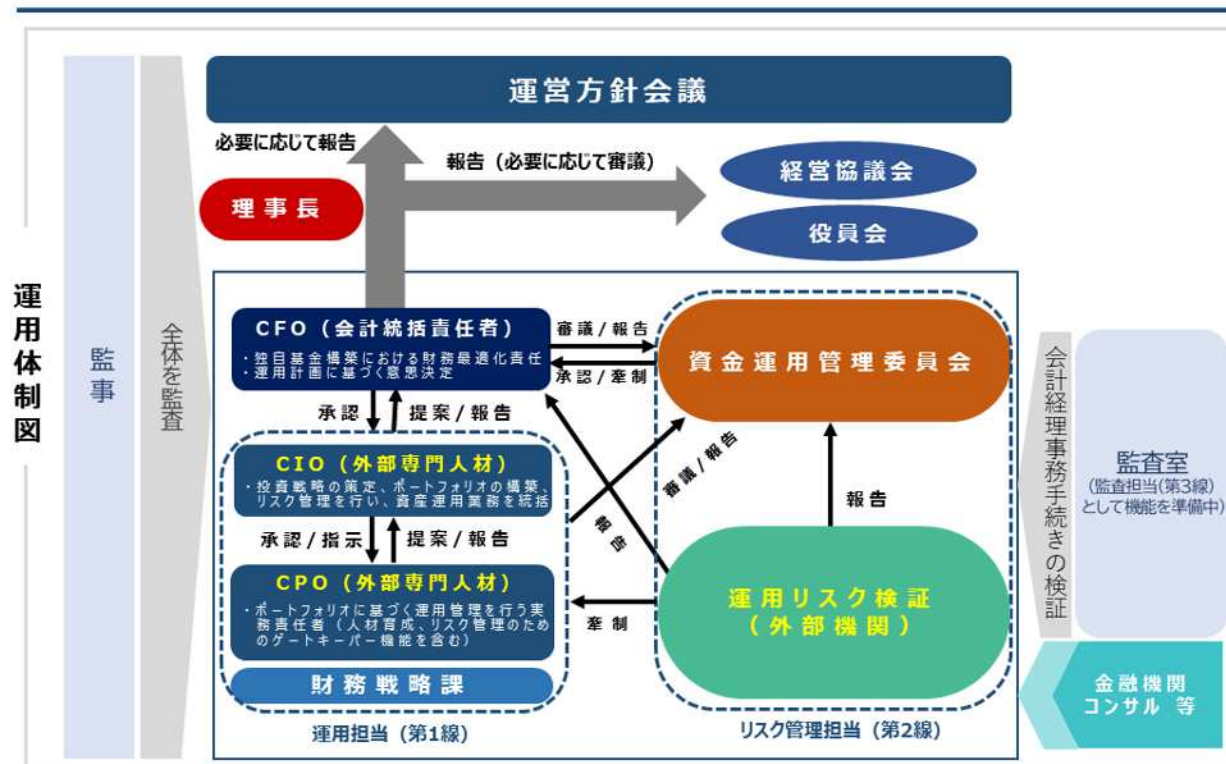 運用体制図
監事
全体を監査
運営方針会議
必要に応じて報告
報告（必要に応じて審議）
理事長
経営協議会
役員会
CFO（会計統括責任者）
・独自基金構築における財務最適化責任
・運用計画に基づく意思決定
審議/報告
承認/牽制
資金運用管理委員会
承認
提案/報告
CIO（外部専門人材）
・投資戦略の策定、ポートフォリオの構築、
リスク管理を行い、資産運用業務を統括
審議/報告
報告
報告
承認/指示
提案/報告
CPO（外部専門人材）
・ポートフォリオに基づく運用管理を行う実
務責任者（人材育成、リスク管理のため
のゲートキーパー機能を含む）
牽制
運用リスク検証
（外部機関）
財務戦略課
運用担当（第1線）
リスク管理担当（第2線）
会計経理事務手続きの検証
監査室
(監査担当(第3線)
として機能を準備中)
金融機関
コンサル 等